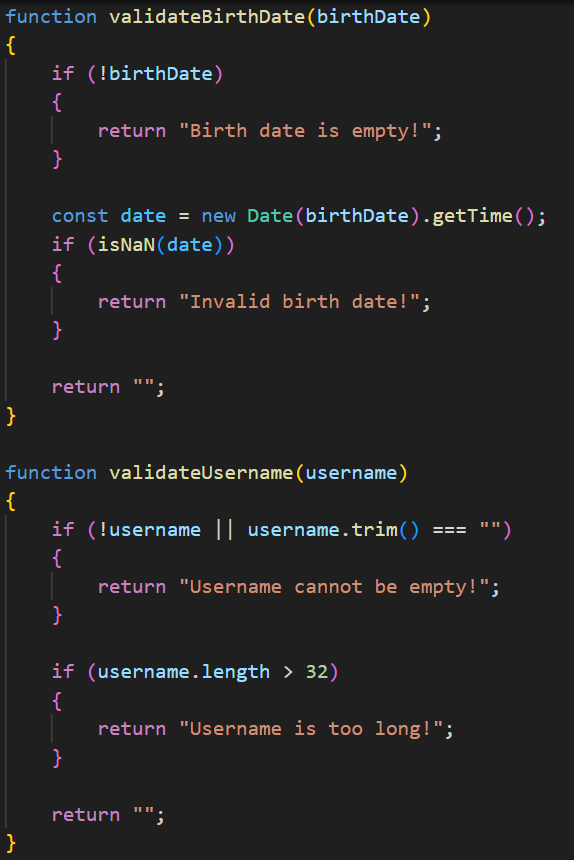 function validateBirthDate(birthDate)
{
    if (!birthDate)
    {
        return "Birth date is empty!";
    }

    const date = new Date(birthDate).getTime();
    if (isNaN(date))
    {
        return "Invalid birth date!";
    }

    return "";
}

function validateUsername(username)
{
    if (!username || username.trim() === "")
    {
        return "Username cannot be empty!";
    }

    if (username.length > 32)
    {
        return "Username is too long!";
    }

    return "";
}